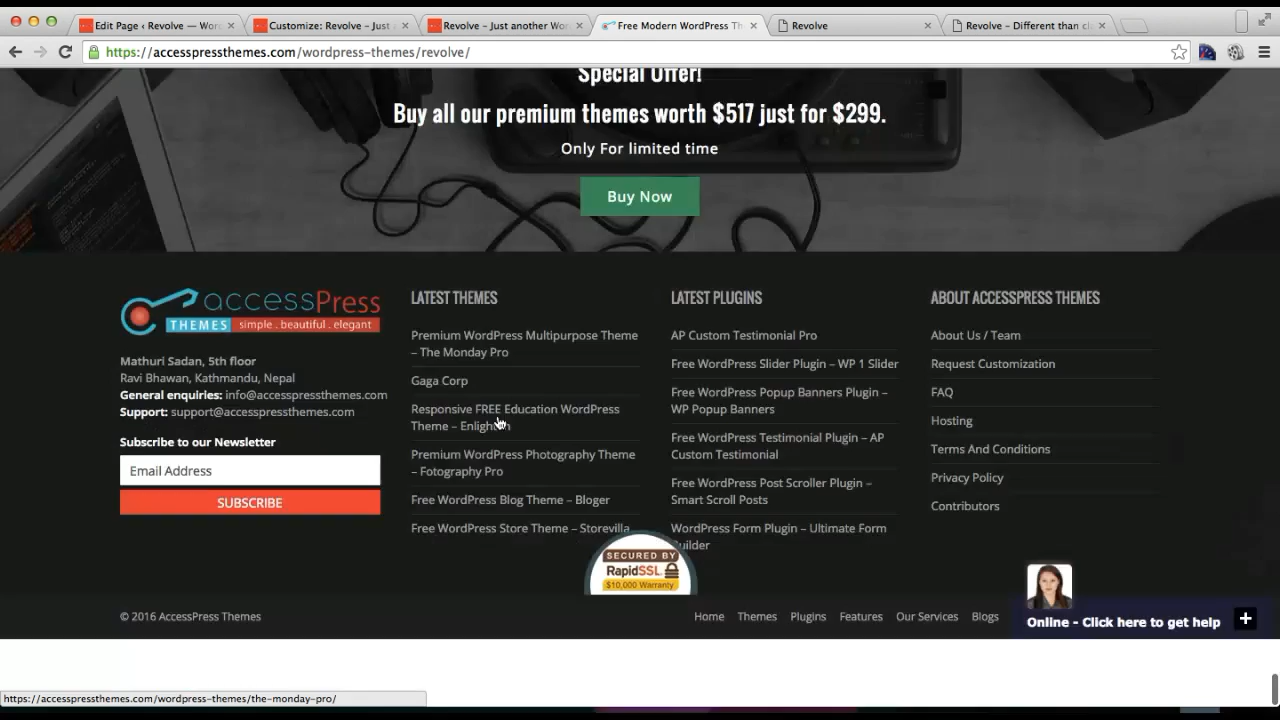 Edit Page ‹ Revolve — Wor
Customize: Revolve – Just a
Revolve – Just another Wor
Free Modern WordPress Th
Revolve
Revolve – Different than cl
https://accesspressthemes.com/wordpress-themes/revolve/
Special Offer!
Buy all our premium themes worth $517 just for $299.
Only For limited time
Buy Now
accessPress
THEMES simple . beautiful . elegant
Mathuri Sadan, 5th floor
Ravi Bhawan, Kathmandu, Nepal
General enquiries: info@accesspressthemes.com
Support: support@accesspressthemes.com
Subscribe to our Newsletter
Email Address
SUBSCRIBE
LATEST THEMES
Premium WordPress Multipurpose Theme
– The Monday Pro
Gaga Corp
Responsive FREE Education WordPress
Theme – Enlighten
Premium WordPress Photography Theme
– Fotography Pro
Free WordPress Blog Theme – Bloger
Free WordPress Store Theme – Storevilla
LATEST PLUGINS
AP Custom Testimonial Pro
Free WordPress Slider Plugin – WP 1 Slider
Free WordPress Popup Banners Plugin –
WP Popup Banners
Free WordPress Testimonial Plugin – AP
Custom Testimonial
Free WordPress Post Scroller Plugin –
Smart Scroll Posts
WordPress Form Plugin – Ultimate Form
Builder
ABOUT ACCESSPRESS THEMES
About Us / Team
Request Customization
FAQ
Hosting
Terms And Conditions
Privacy Policy
Contributors
SECURED BY
RapidSSL
$10,000 Warranty
© 2016 AccessPress Themes
Home Themes Plugins Features Our Services Blogs
Online - Click here to get help
https://accesspressthemes.com/wordpress-themes/the-monday-pro/